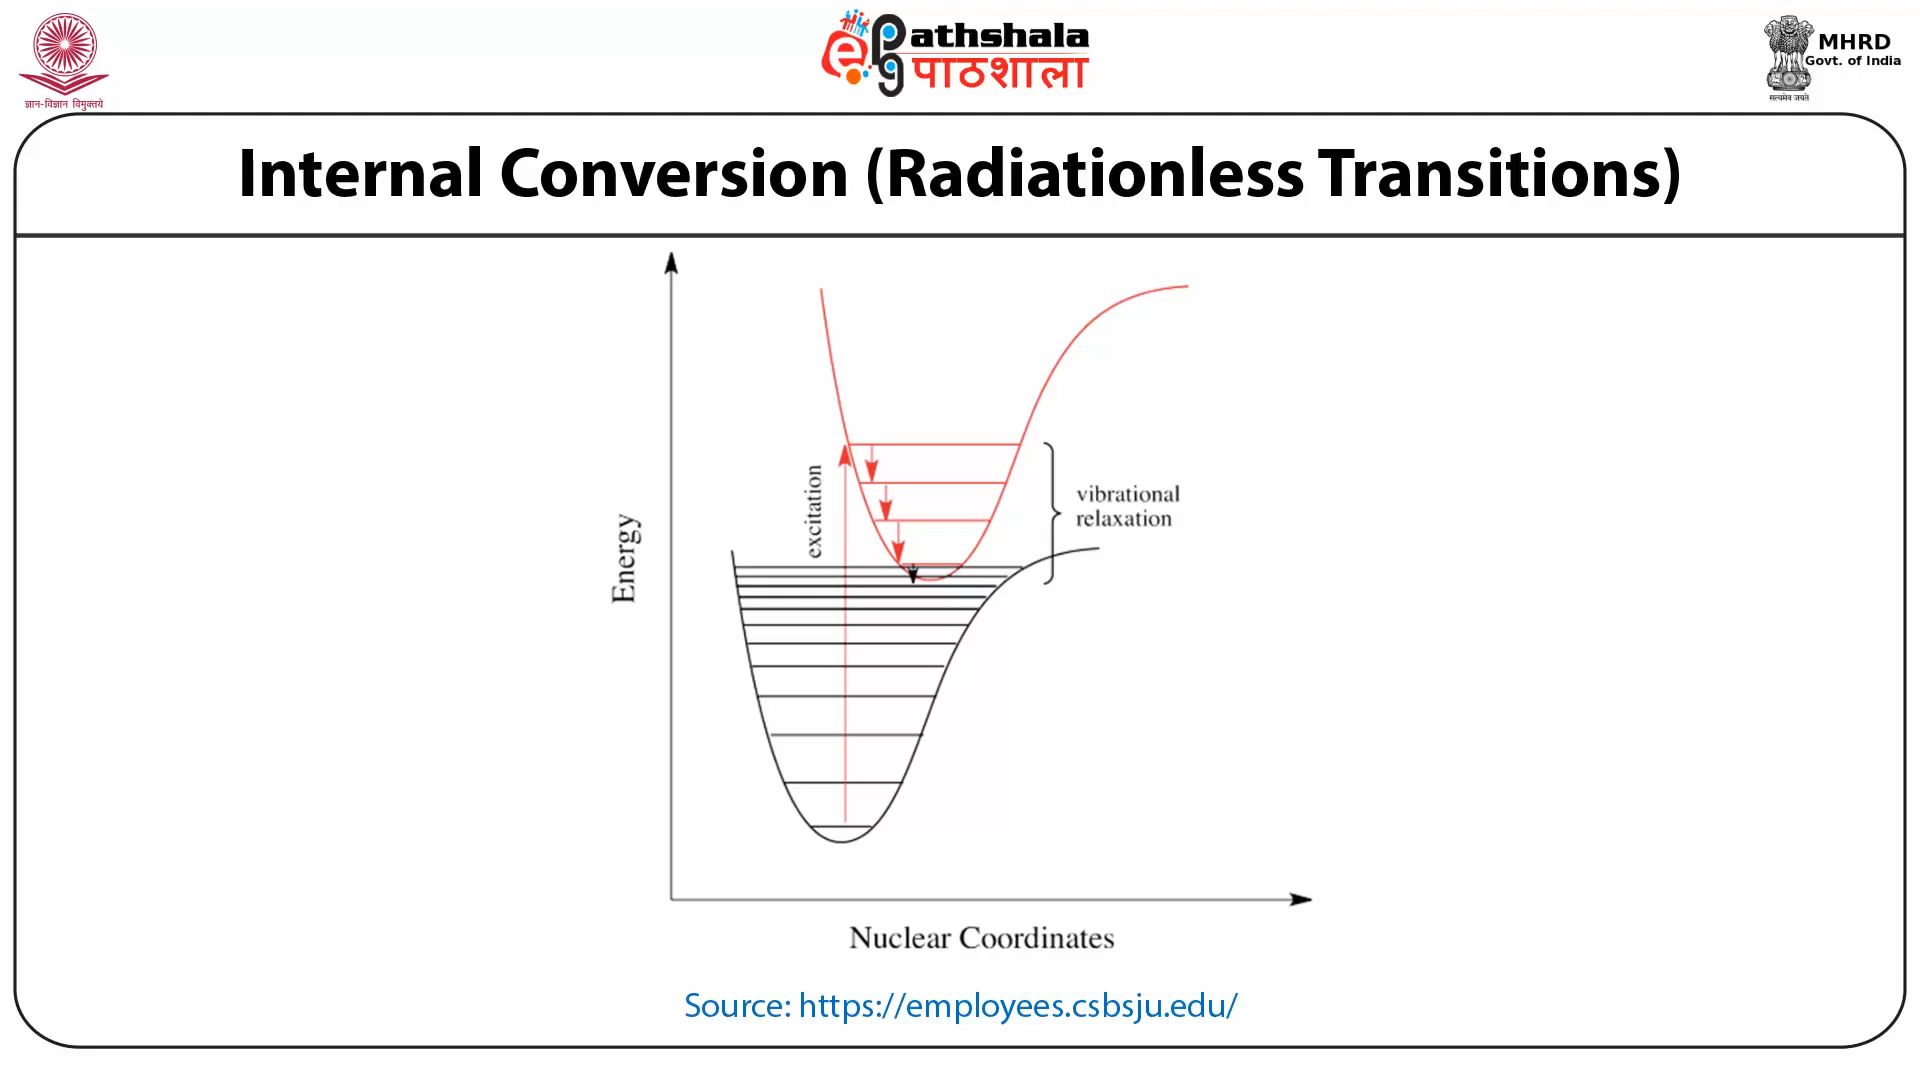 ज्ञान-विज्ञान विमुक्तये
e
Pg
athshala
पाठशाला
MHRD
Govt. of India
सत्यमेव जयते
Internal Conversion (Radiationless Transitions)
excitation
vibrational
relaxation
Energy
Nuclear Coordinates
Source: https://employees.csbsju.edu/